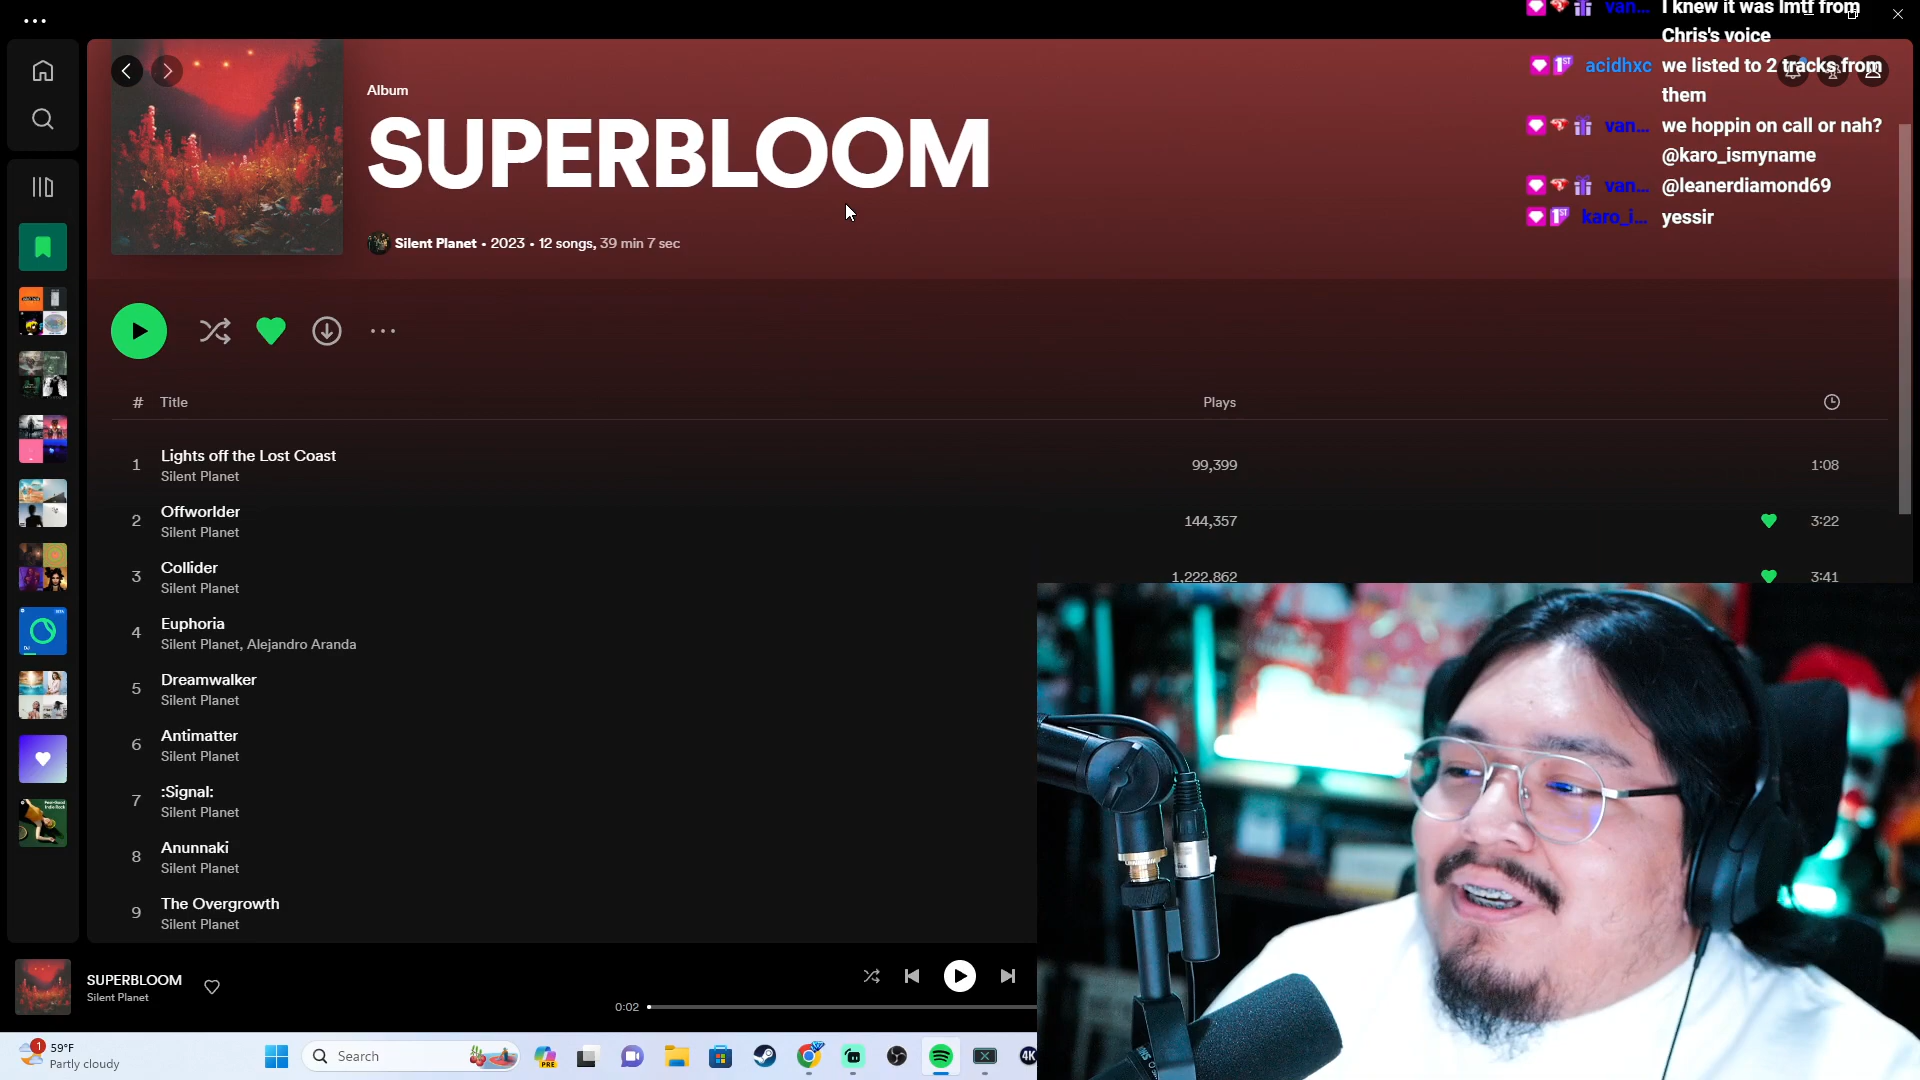 I knew it was lmtf from
Chris's voice
acidhxc we listed to 2 tracks from
them
van... we hoppin on call or nah?
@karo_ismyname
van... @leanerdiamond69
karo_i... yessir
Album
SUPERBLOOM
Silent Planet • 2023 • 12 songs, 39 min 7 sec
# Title Plays
1 Lights off the Lost Coast 99,399 1:08
Silent Planet
2 Offworlder 144,357 3:22
Silent Planet
3 Collider 1,222,862 3:41
Silent Planet
4 Euphoria
Silent Planet, Alejandro Aranda
5 Dreamwalker
Silent Planet
6 Antimatter
Silent Planet
7 :Signal:
Silent Planet
8 Anunnaki
Silent Planet
9 The Overgrowth
Silent Planet
SUPERBLOOM
Silent Planet
0:02
1 59°F
Partly cloudy
Search
PRE
4K